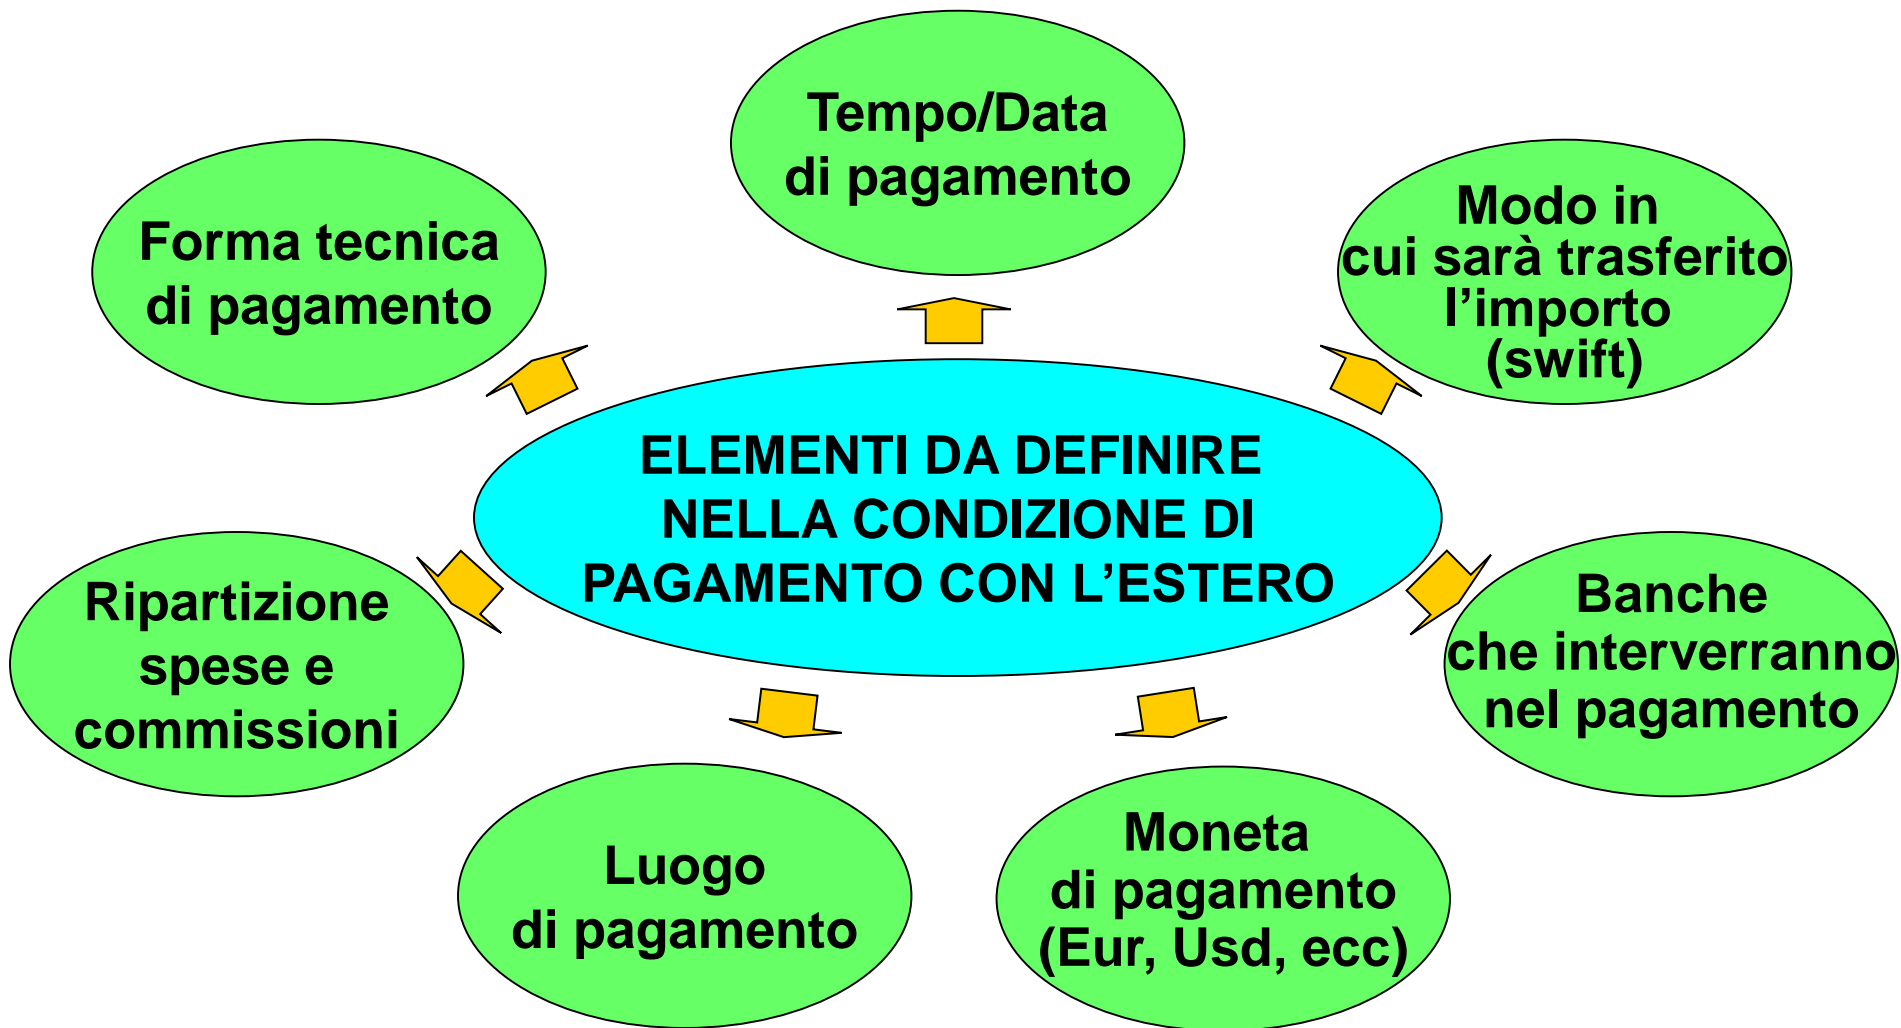 Tempo/Data
di pagamento
Forma tecnica
di pagamento
Modo in
cui sarà trasferito
l’importo
(swift)
ELEMENTI DA DEFINIRE
NELLA CONDIZIONE DI
PAGAMENTO CON L’ESTERO
Ripartizione
spese e
commissioni
Banche
che interverranno
nel pagamento
Luogo
di pagamento
Moneta
di pagamento
(Eur, Usd, ecc)